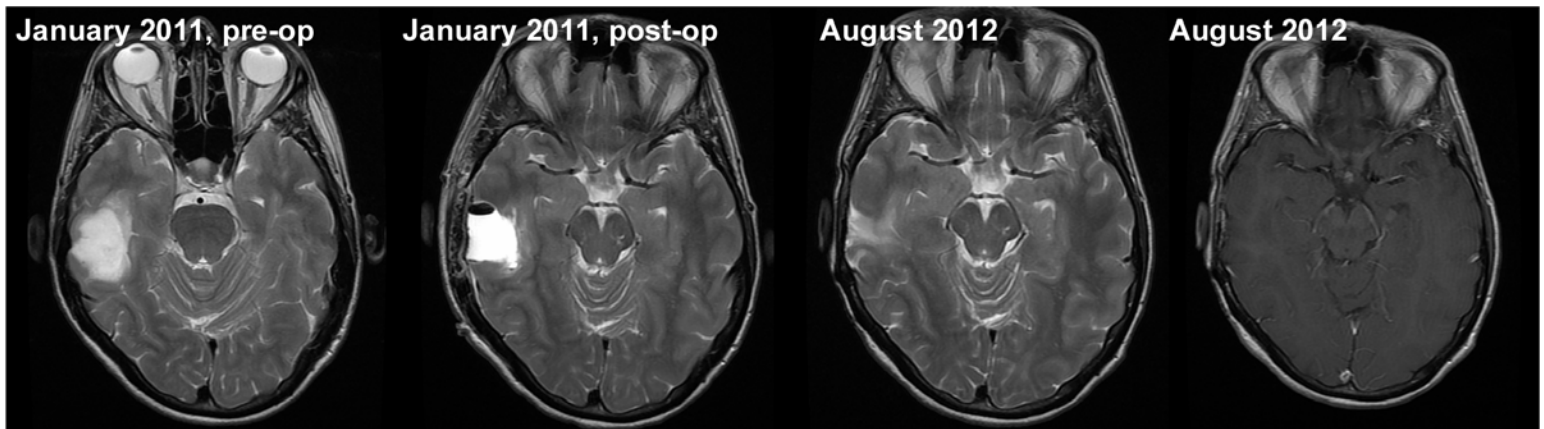 January 2011, pre-op
January 2011, post-op
August 2012
August 2012